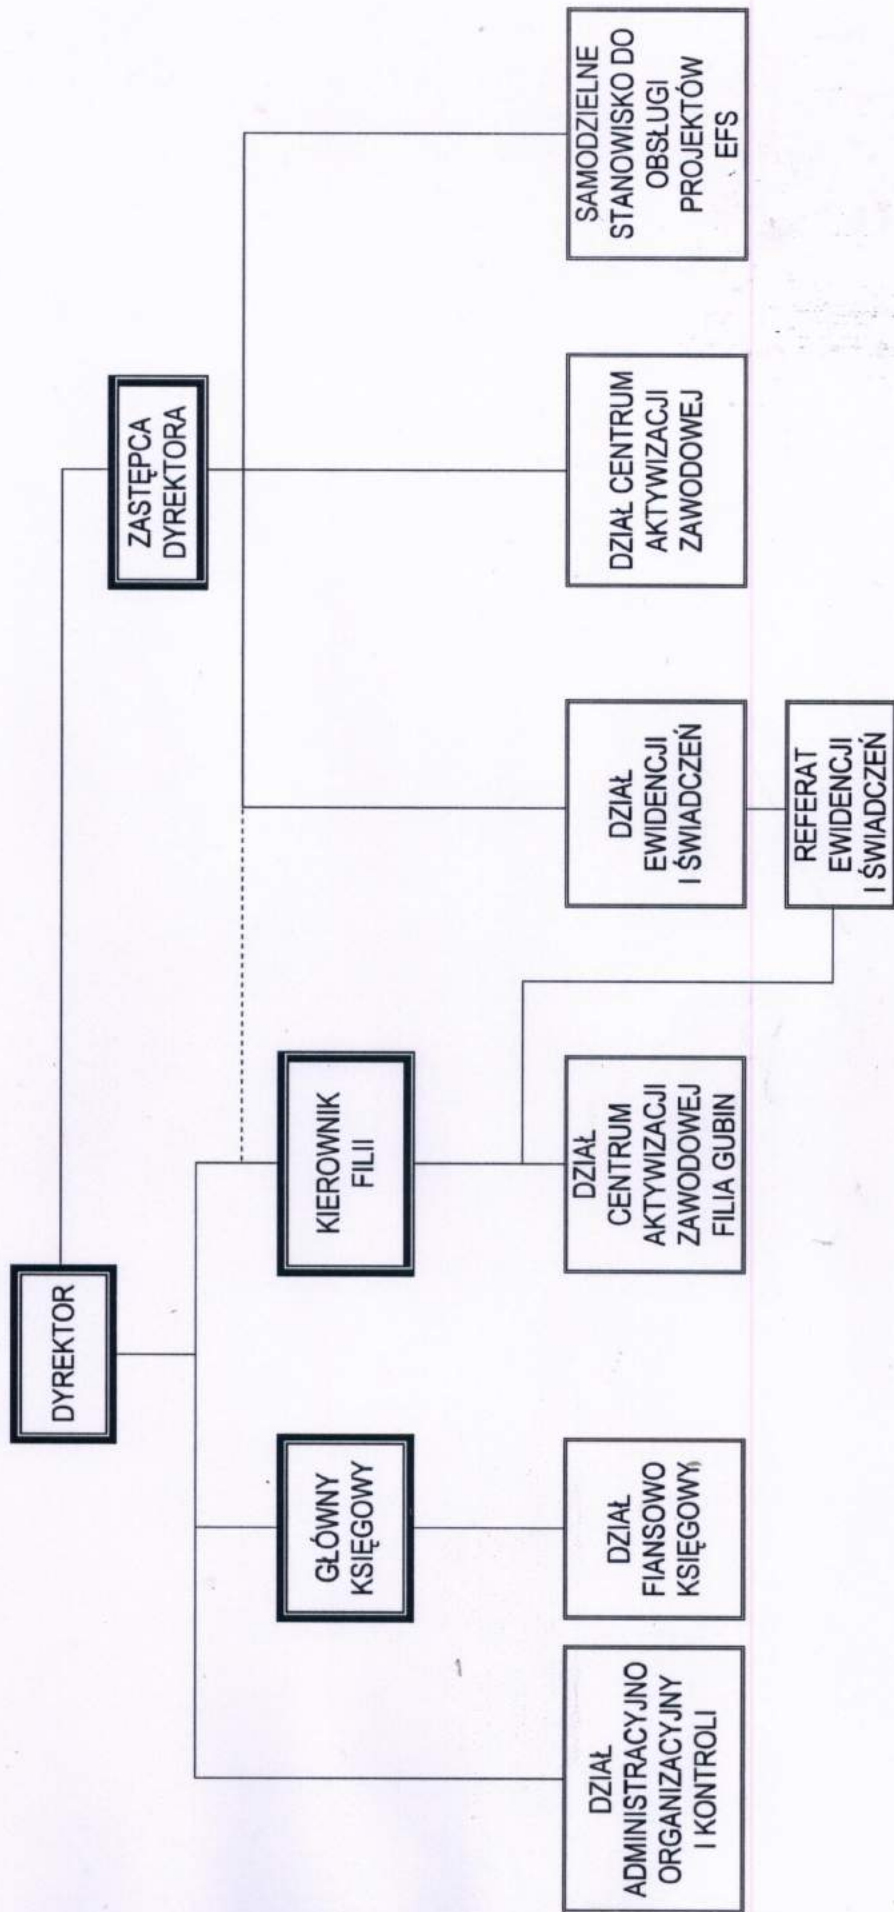 DYREKTOR
ZASTĘPCA
DYREKTORA
GŁÓWNY
KSIĘGOWY
KIEROWNIK
FILII
DZIAŁ
ADMINISTRACYJNO
ORGANIZACYJNY
I KONTROLI
DZIAŁ
FIANSOWO
KSIĘGOWY
DZIAŁ
CENTRUM
AKTYWIZACJI
ZAWODOWEJ
FILIA GUBIN
DZIAŁ
EWIDENCJI
I ŚWIADCZEŃ
DZIAŁ CENTRUM
AKTYWIZACJI
ZAWODOWEJ
SAMODZIELNE
STANOWISKO DO
OBSŁUGI
PROJEKTÓW
EFS
REFERAT
EWIDENCJI
I ŚWIADCZEŃ